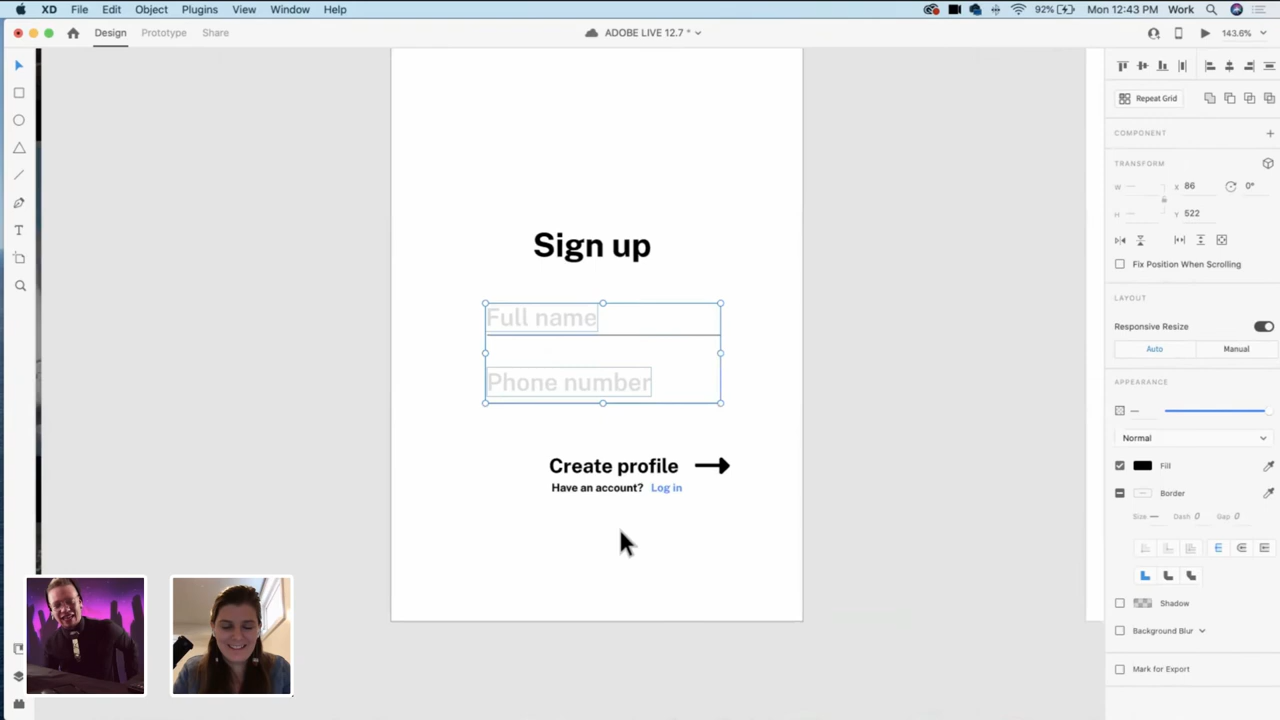 XD File Edit Object Plugins View Window Help 92% Mon 12:43 PM Work
Design Prototype Share ADOBE LIVE 12.7 * 143.6%
Repeat Grid
COMPONENT
TRANSFORM
W X 86 0°
H Y 522
Fix Position When Scrolling
LAYOUT
Responsive Resize
Auto Manual
APPEARANCE
Normal
Fill
Border
Size Dash 0 Gap 0
Shadow
Background Blur
Mark for Export
Sign up
Full name
Phone number
Create profile
Have an account? Log in